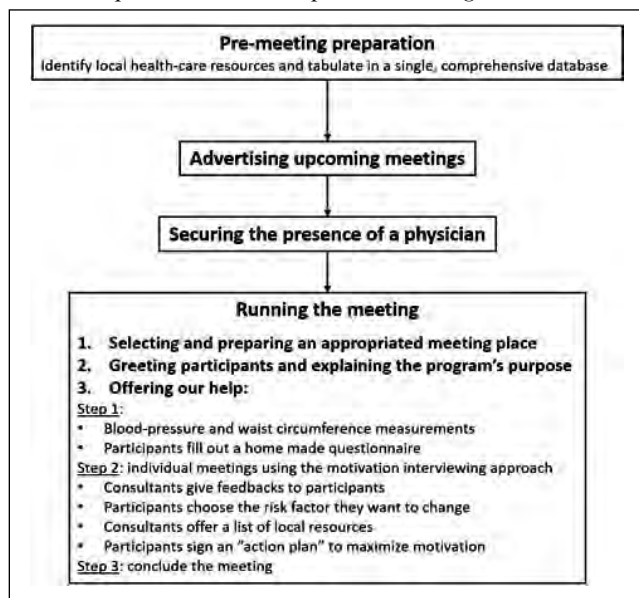 Pre-meeting preparation
Identify local health-care resources and tabulate in a single, comprehensive database
Advertising upcoming meetings
Securing the presence of a physician
Running the meeting
1. Selecting and preparing an appropriated meeting place
2. Greeting participants and explaining the program's purpose
3. Offering our help:
Step 1:
• Blood-pressure and waist circumference measurements
• Participants fill out a home made questionnaire
Step 2: individual meetings using the motivation interviewing approach
• Consultants give feedbacks to participants
• Participants choose the risk factor they want to change
• Consultants offer a list of local resources
• Participants sign an "action plan" to maximize motivation
Step 3: conclude the meeting